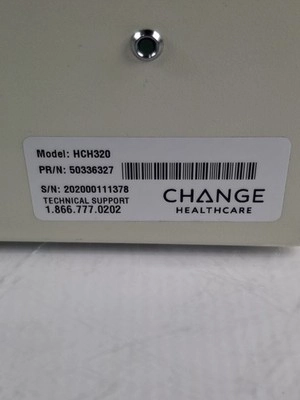 Model: HCH320
PR/N: 50336327
S/N: 202000111378
TECHNICAL SUPPORT
1.866.777.0202
CHANGE
HEALTHCARE